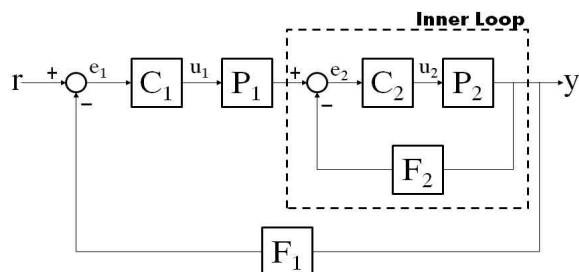 Inner Loop
r + − e₁ C₁ u₁ P₁ + − e₂ C₂ u₂ P₂ y
F₂
F₁